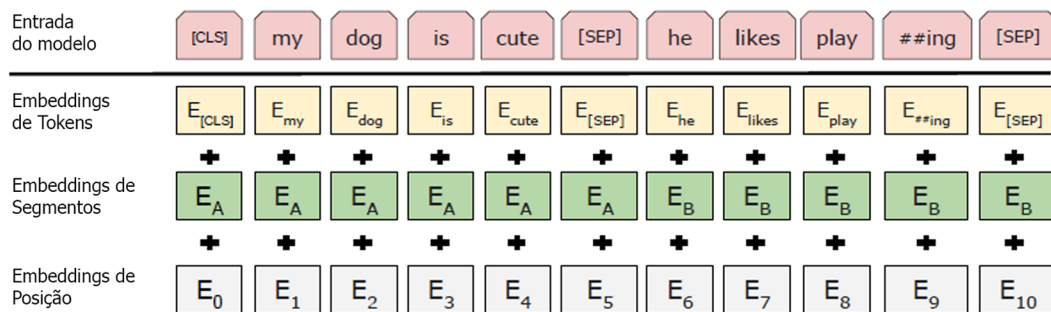 Entrada
do modelo
[CLS] my dog is cute [SEP] he likes play ##ing [SEP]
Embeddings
de Tokens
E[CLS] Emy Edog Eis Ecute E[SEP] Ehe Elikes Eplay E##ing E[SEP]
+ + + + + + + + + + +
Embeddings de
Segmentos
EA EA EA EA EA EA EB EB EB EB EB
+ + + + + + + + + + +
Embeddings de
Posição
E0 E1 E2 E3 E4 E5 E6 E7 E8 E9 E10